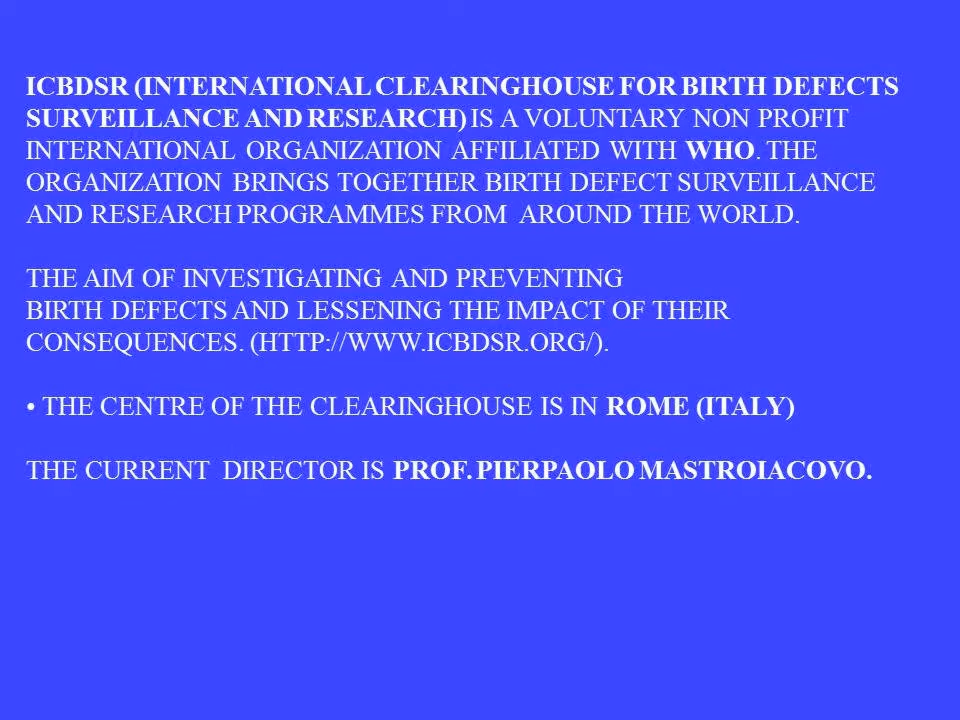 ICBDSR (INTERNATIONAL CLEARINGHOUSE FOR BIRTH DEFECTS
SURVEILLANCE AND RESEARCH) IS A VOLUNTARY NON PROFIT
INTERNATIONAL ORGANIZATION AFFILIATED WITH WHO. THE
ORGANIZATION BRINGS TOGETHER BIRTH DEFECT SURVEILLANCE
AND RESEARCH PROGRAMMES FROM AROUND THE WORLD.
THE AIM OF INVESTIGATING AND PREVENTING
BIRTH DEFECTS AND LESSENING THE IMPACT OF THEIR
CONSEQUENCES. (HTTP://WWW.ICBDSR.ORG/).
• THE CENTRE OF THE CLEARINGHOUSE IS IN ROME (ITALY)
THE CURRENT DIRECTOR IS PROF. PIERPAOLO MASTROIACOVO.